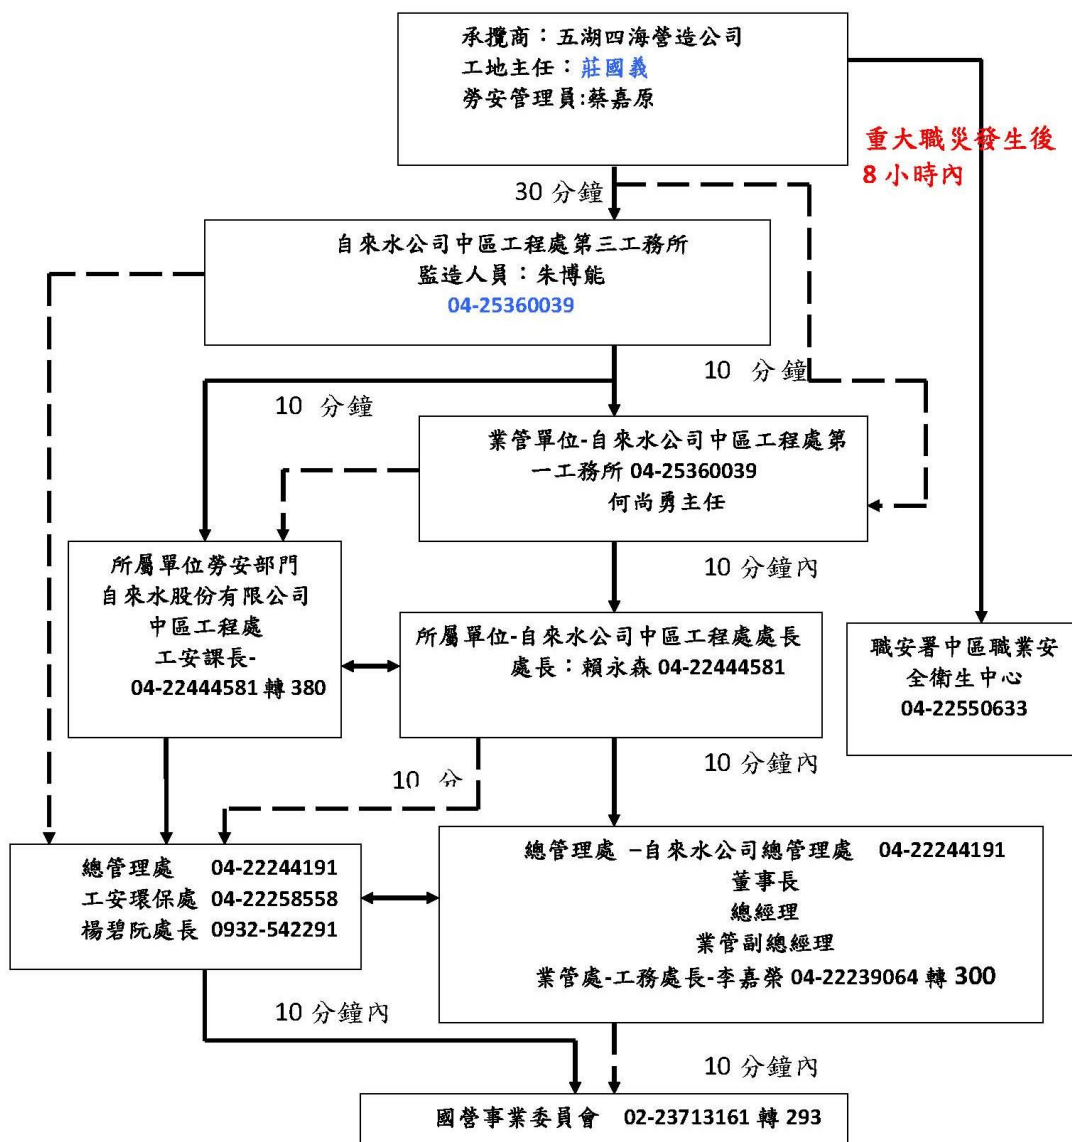 承攬商：五湖四海營造公司
工地主任：莊國義
勞安管理員:蔡嘉原
重大職災發生後
8 小時內
30 分鐘
自來水公司中區工程處第三工務所
監造人員：朱博能
04-25360039
10 分鐘
10 分鐘
業管單位-自來水公司中區工程處第
一工務所 04-25360039
何尚勇主任
所屬單位勞安部門
自來水股份有限公司
中區工程處
工安課長-
04-22444581 轉 380
10 分鐘內
所屬單位-自來水公司中區工程處處長
處長：賴永森 04-22444581
職安署中區職業安
全衛生中心
04-22550633
10 分
10 分鐘內
總管理處 04-22244191
工安環保處 04-22258558
楊碧阮處長 0932-542291
總管理處 –自來水公司總管理處 04-22244191
董事長
總經理
業管副總經理
業管處-工務處長-李嘉榮 04-22239064 轉 300
10 分鐘內
10 分鐘內
國營事業委員會 02-23713161 轉 293